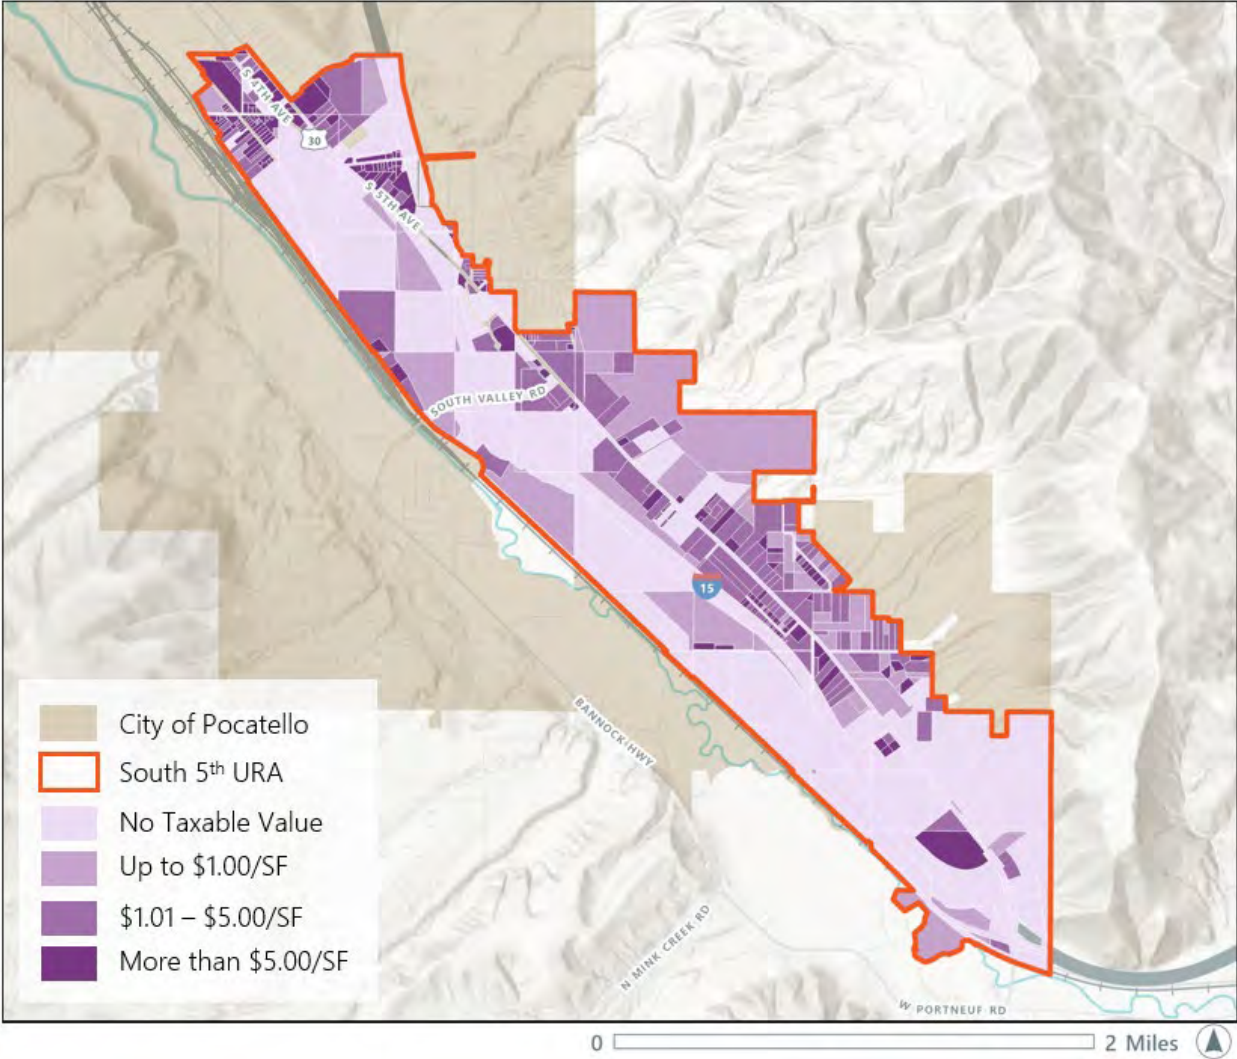 S 4TH AVE
30
S 5TH AVE
SOUTH VALLEY RD
15
BANNOCK HWY
N MINK CREEK RD
W PORTNEUF RD
City of Pocatello
South 5th URA
No Taxable Value
Up to $1.00/SF
$1.01 – $5.00/SF
More than $5.00/SF
0 2 Miles